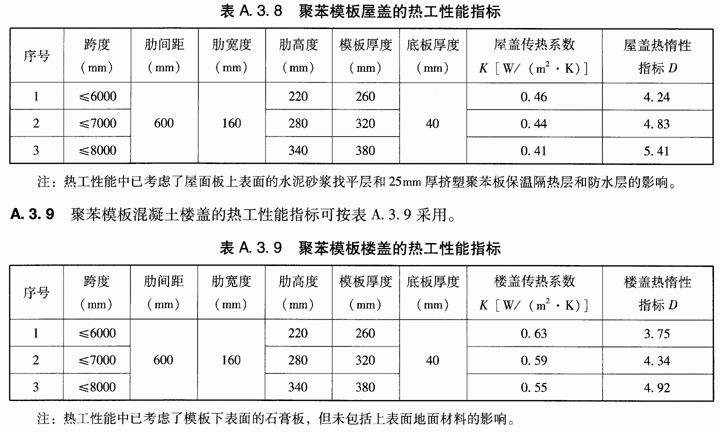 表 A.3.8 聚苯模板屋盖的热工性能指标
序号 跨度(mm) 肋间距(mm) 肋宽度(mm) 肋高度(mm) 模板厚度(mm) 底板厚度(mm) 屋盖传热系数 K［W/（m²·K)］ 屋盖热惰性指标 D
1 ≤6000 600 160 220 260 40 0.46 4.24
2 ≤7000 280 320 0.44 4.83
3 ≤8000 340 380 0.41 5.41
注：热工性能中已考虑了屋面板上表面的水泥砂浆找平层和25mm厚挤塑聚苯板保温隔热层和防水层的影响。
A.3.9 聚苯模板混凝土楼盖的热工性能指标可按表 A.3.9 采用。
表 A.3.9 聚苯模板楼盖的热工性能指标
序号 跨度(mm) 肋间距(mm) 肋宽度(mm) 肋高度(mm) 模板厚度(mm) 底板厚度(mm) 楼盖传热系数 K［W/（m²·K)］ 楼盖热惰性指标 D
1 ≤6000 600 160 220 260 40 0.63 3.75
2 ≤7000 280 320 0.59 4.34
3 ≤8000 340 380 0.55 4.92
注：热工性能中已考虑了模板下表面的石膏板，但未包括上表面地面材料的影响。